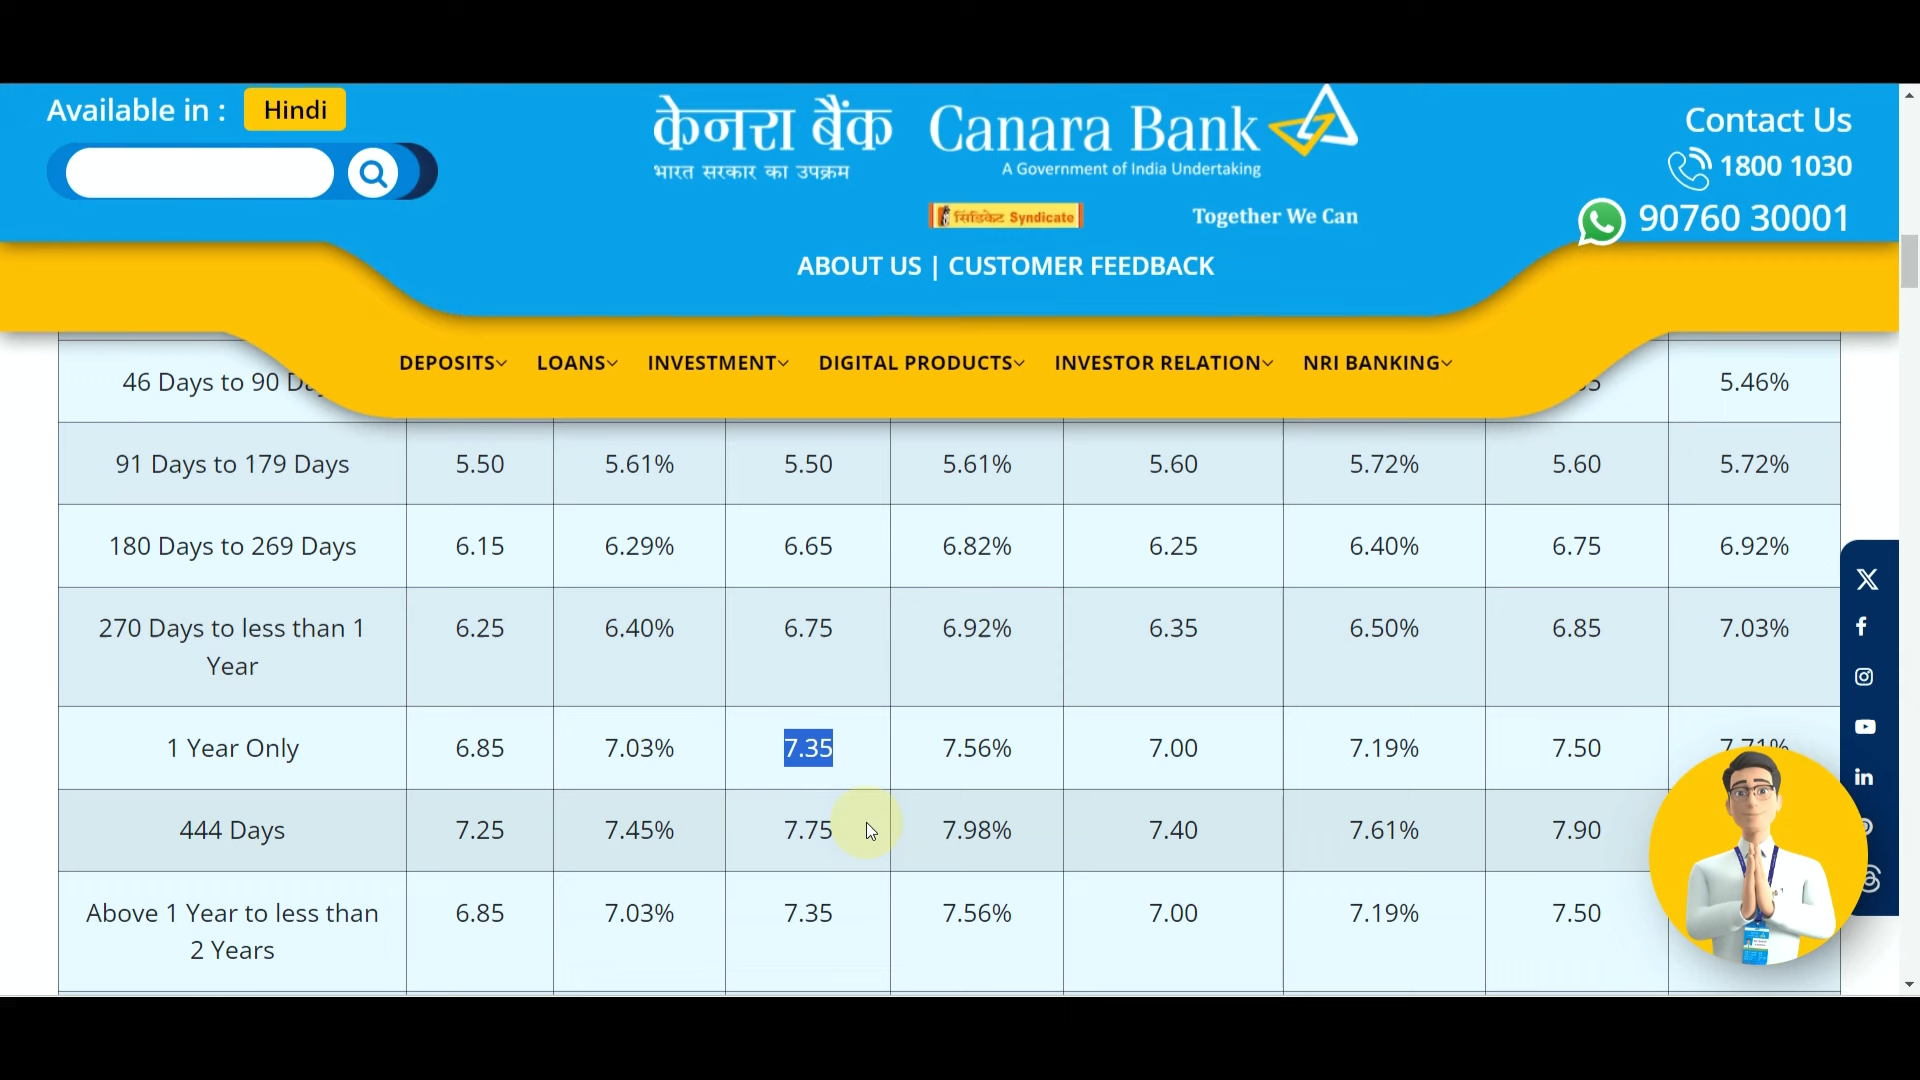 Available in : Hindi
केनरा बैंक Canara Bank
भारत सरकार का उपक्रम A Government of India Undertaking
सिंडिकेट Syndicate Together We Can
Contact Us
1800 1030
90760 30001
ABOUT US | CUSTOMER FEEDBACK
DEPOSITS LOANS INVESTMENT DIGITAL PRODUCTS INVESTOR RELATION NRI BANKING
46 Days to 90 5.46%
91 Days to 179 Days 5.50 5.61% 5.50 5.61% 5.60 5.72% 5.60 5.72%
180 Days to 269 Days 6.15 6.29% 6.65 6.82% 6.25 6.40% 6.75 6.92%
270 Days to less than 1 6.25 6.40% 6.75 6.92% 6.35 6.50% 6.85 7.03%
Year
1 Year Only 6.85 7.03% 7.35 7.56% 7.00 7.19% 7.50 7.71%
444 Days 7.25 7.45% 7.75 7.98% 7.40 7.61% 7.90
Above 1 Year to less than 6.85 7.03% 7.35 7.56% 7.00 7.19% 7.50
2 Years